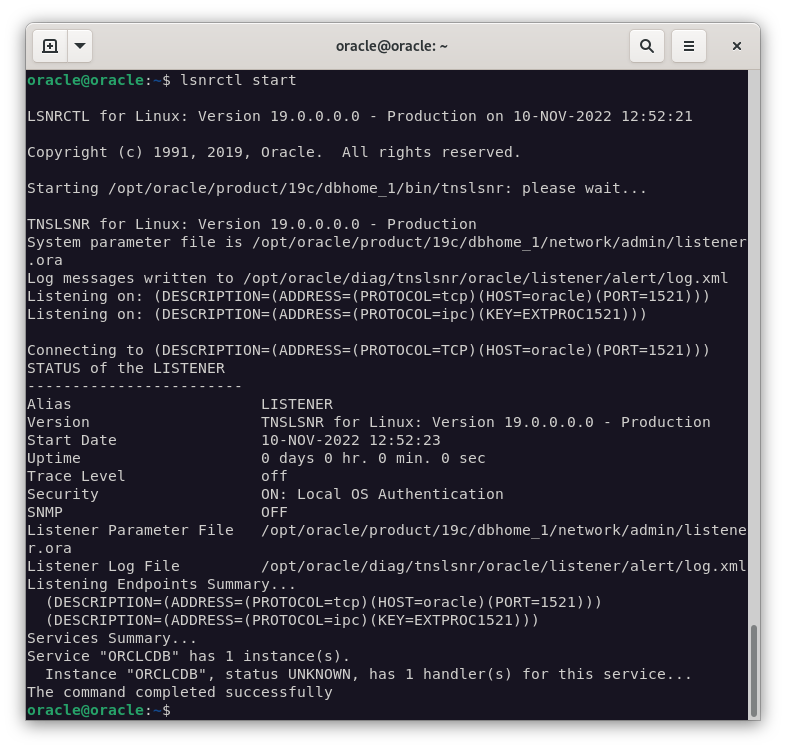 oracle@oracle: ~
oracle@oracle:~$ lsnrctl start
LSNRCTL for Linux: Version 19.0.0.0.0 - Production on 10-NOV-2022 12:52:21
Copyright (c) 1991, 2019, Oracle.  All rights reserved.
Starting /opt/oracle/product/19c/dbhome_1/bin/tnslsnr: please wait...
TNSLSNR for Linux: Version 19.0.0.0.0 - Production
System parameter file is /opt/oracle/product/19c/dbhome_1/network/admin/listener
.ora
Log messages written to /opt/oracle/diag/tnslsnr/oracle/listener/alert/log.xml
Listening on: (DESCRIPTION=(ADDRESS=(PROTOCOL=tcp)(HOST=oracle)(PORT=1521)))
Listening on: (DESCRIPTION=(ADDRESS=(PROTOCOL=ipc)(KEY=EXTPROC1521)))
Connecting to (DESCRIPTION=(ADDRESS=(PROTOCOL=TCP)(HOST=oracle)(PORT=1521)))
STATUS of the LISTENER
------------------------
Alias                     LISTENER
Version                   TNSLSNR for Linux: Version 19.0.0.0.0 - Production
Start Date                10-NOV-2022 12:52:23
Uptime                    0 days 0 hr. 0 min. 0 sec
Trace Level               off
Security                  ON: Local OS Authentication
SNMP                      OFF
Listener Parameter File   /opt/oracle/product/19c/dbhome_1/network/admin/listene
r.ora
Listener Log File         /opt/oracle/diag/tnslsnr/oracle/listener/alert/log.xml
Listening Endpoints Summary...
  (DESCRIPTION=(ADDRESS=(PROTOCOL=tcp)(HOST=oracle)(PORT=1521)))
  (DESCRIPTION=(ADDRESS=(PROTOCOL=ipc)(KEY=EXTPROC1521)))
Services Summary...
Service "ORCLCDB" has 1 instance(s).
  Instance "ORCLCDB", status UNKNOWN, has 1 handler(s) for this service...
The command completed successfully
oracle@oracle:~$